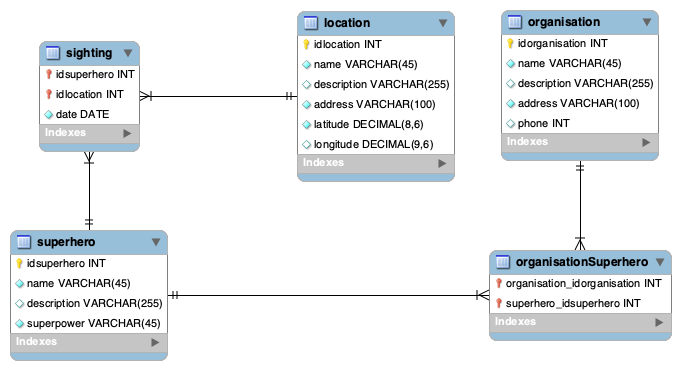 sighting
idsuperhero INT
idlocation INT
date DATE
Indexes
location
idlocation INT
name VARCHAR(45)
description VARCHAR(255)
address VARCHAR(100)
latitude DECIMAL(8,6)
longitude DECIMAL(9,6)
Indexes
organisation
idorganisation INT
name VARCHAR(45)
description VARCHAR(255)
address VARCHAR(100)
phone INT
Indexes
superhero
idsuperhero INT
name VARCHAR(45)
description VARCHAR(255)
superpower VARCHAR(45)
Indexes
organisationSuperhero
organisation_idorganisation INT
superhero_idsuperhero INT
Indexes